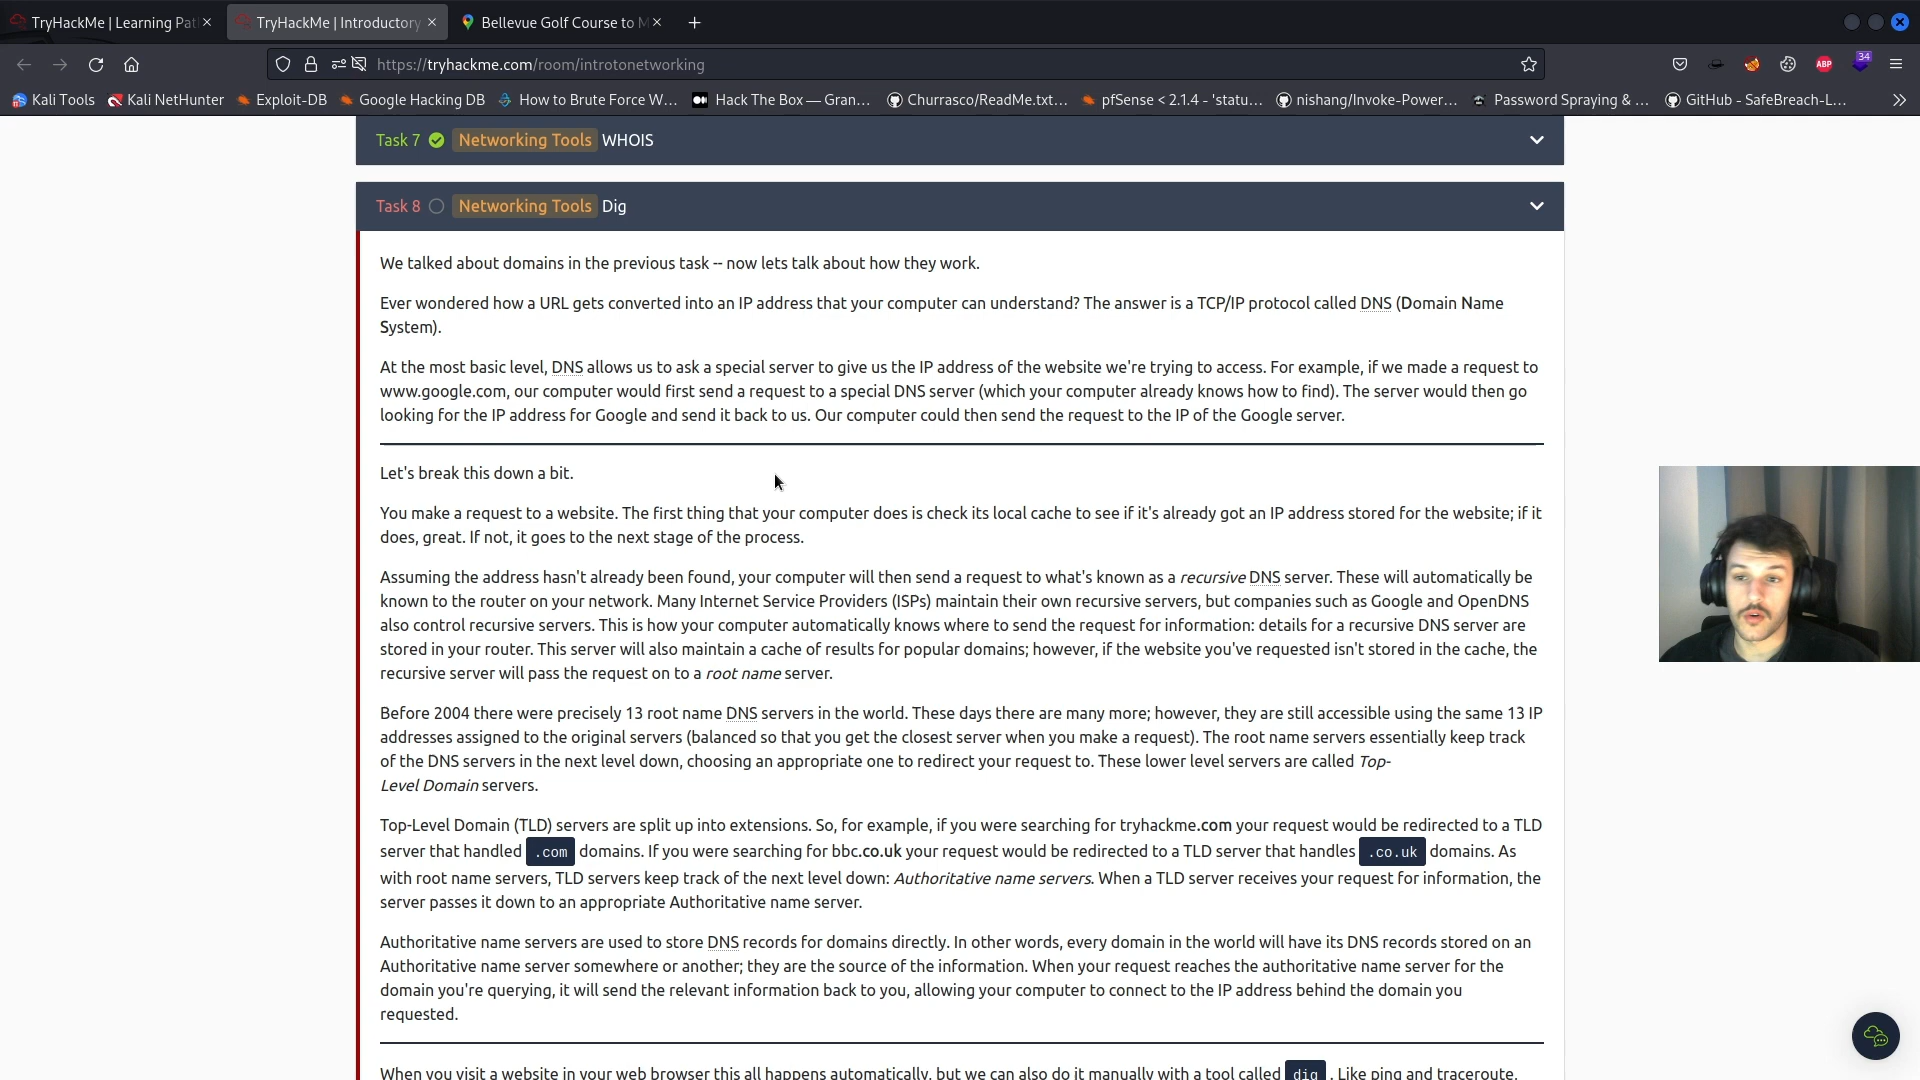 TryHackMe | Learning Pat
TryHackMe | Introductory
Bellevue Golf Course to M
https://tryhackme.com/room/introtonetworking
ABP
34
Kali Tools
Kali NetHunter
Exploit-DB
Google Hacking DB
How to Brute Force W...
Hack The Box — Gran...
Churrasco/ReadMe.txt...
pfSense < 2.1.4 - 'statu...
nishang/Invoke-Power...
Password Spraying & ...
GitHub - SafeBreach-L...
Task 7 Networking Tools WHOIS
Task 8 Networking Tools Dig
We talked about domains in the previous task -- now lets talk about how they work.
Ever wondered how a URL gets converted into an IP address that your computer can understand? The answer is a TCP/IP protocol called DNS (Domain Name
System).
At the most basic level, DNS allows us to ask a special server to give us the IP address of the website we're trying to access. For example, if we made a request to
www.google.com, our computer would first send a request to a special DNS server (which your computer already knows how to find). The server would then go
looking for the IP address for Google and send it back to us. Our computer could then send the request to the IP of the Google server.
Let's break this down a bit.
You make a request to a website. The first thing that your computer does is check its local cache to see if it's already got an IP address stored for the website; if it
does, great. If not, it goes to the next stage of the process.
Assuming the address hasn't already been found, your computer will then send a request to what's known as a recursive DNS server. These will automatically be
known to the router on your network. Many Internet Service Providers (ISPs) maintain their own recursive servers, but companies such as Google and OpenDNS
also control recursive servers. This is how your computer automatically knows where to send the request for information: details for a recursive DNS server are
stored in your router. This server will also maintain a cache of results for popular domains; however, if the website you've requested isn't stored in the cache, the
recursive server will pass the request on to a root name server.
Before 2004 there were precisely 13 root name DNS servers in the world. These days there are many more; however, they are still accessible using the same 13 IP
addresses assigned to the original servers (balanced so that you get the closest server when you make a request). The root name servers essentially keep track
of the DNS servers in the next level down, choosing an appropriate one to redirect your request to. These lower level servers are called Top-
Level Domain servers.
Top-Level Domain (TLD) servers are split up into extensions. So, for example, if you were searching for tryhackme.com your request would be redirected to a TLD
server that handled .com domains. If you were searching for bbc.co.uk your request would be redirected to a TLD server that handles .co.uk domains. As
with root name servers, TLD servers keep track of the next level down: Authoritative name servers. When a TLD server receives your request for information, the
server passes it down to an appropriate Authoritative name server.
Authoritative name servers are used to store DNS records for domains directly. In other words, every domain in the world will have its DNS records stored on an
Authoritative name server somewhere or another; they are the source of the information. When your request reaches the authoritative name server for the
domain you're querying, it will send the relevant information back to you, allowing your computer to connect to the IP address behind the domain you
requested.
When you visit a website in your web browser this all happens automatically, but we can also do it manually with a tool called dig . Like ping and traceroute,